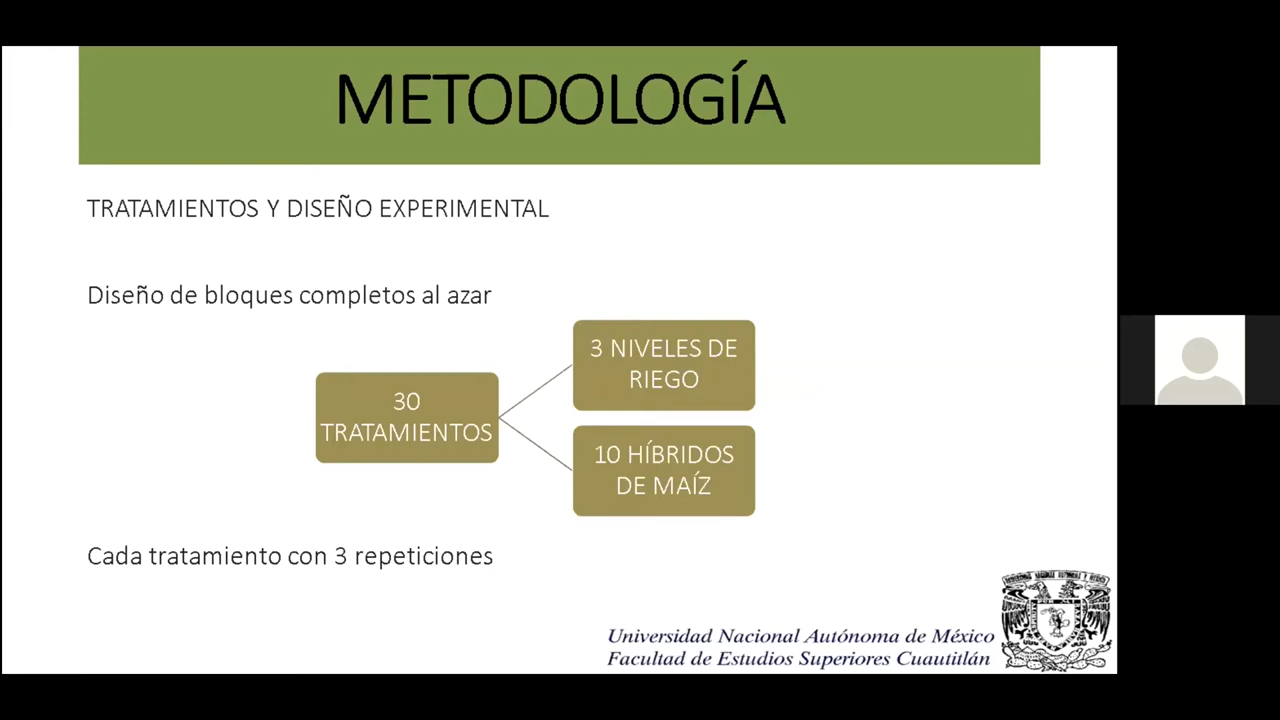 METODOLOGÍA
TRATAMIENTOS Y DISEÑO EXPERIMENTAL
Diseño de bloques completos al azar
3 NIVELES DE
RIEGO
30
TRATAMIENTOS
10 HÍBRIDOS
DE MAÍZ
Cada tratamiento con 3 repeticiones
Universidad Nacional Autónoma de México
Facultad de Estudios Superiores Cuautitlán